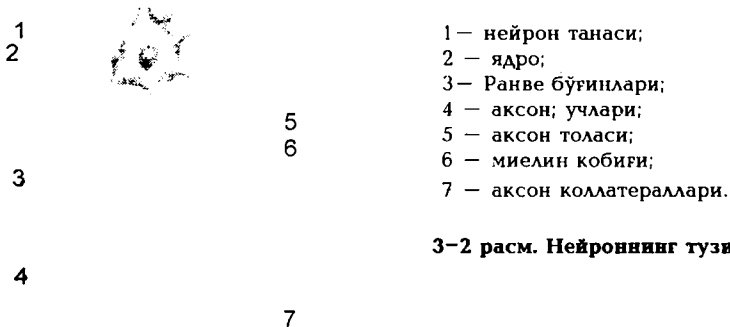 1
2
3
4
5
6
7
1 — нейрон танаси;
2 — ядро;
3 — Ранве бўғинлари;
4 — аксон; учлари;
5 — аксон толаси;
6 — миелин кобиғи;
7 — аксон коллатераллари.
3–2 расм. Нейроннинг